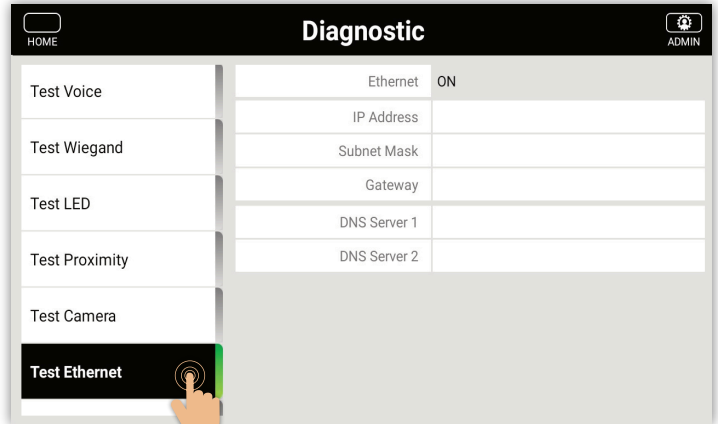 HOME
Diagnostic
ADMIN
Test Voice
Test Wiegand
Test LED
Test Proximity
Test Camera
Test Ethernet
Ethernet ON
IP Address
Subnet Mask
Gateway
DNS Server 1
DNS Server 2